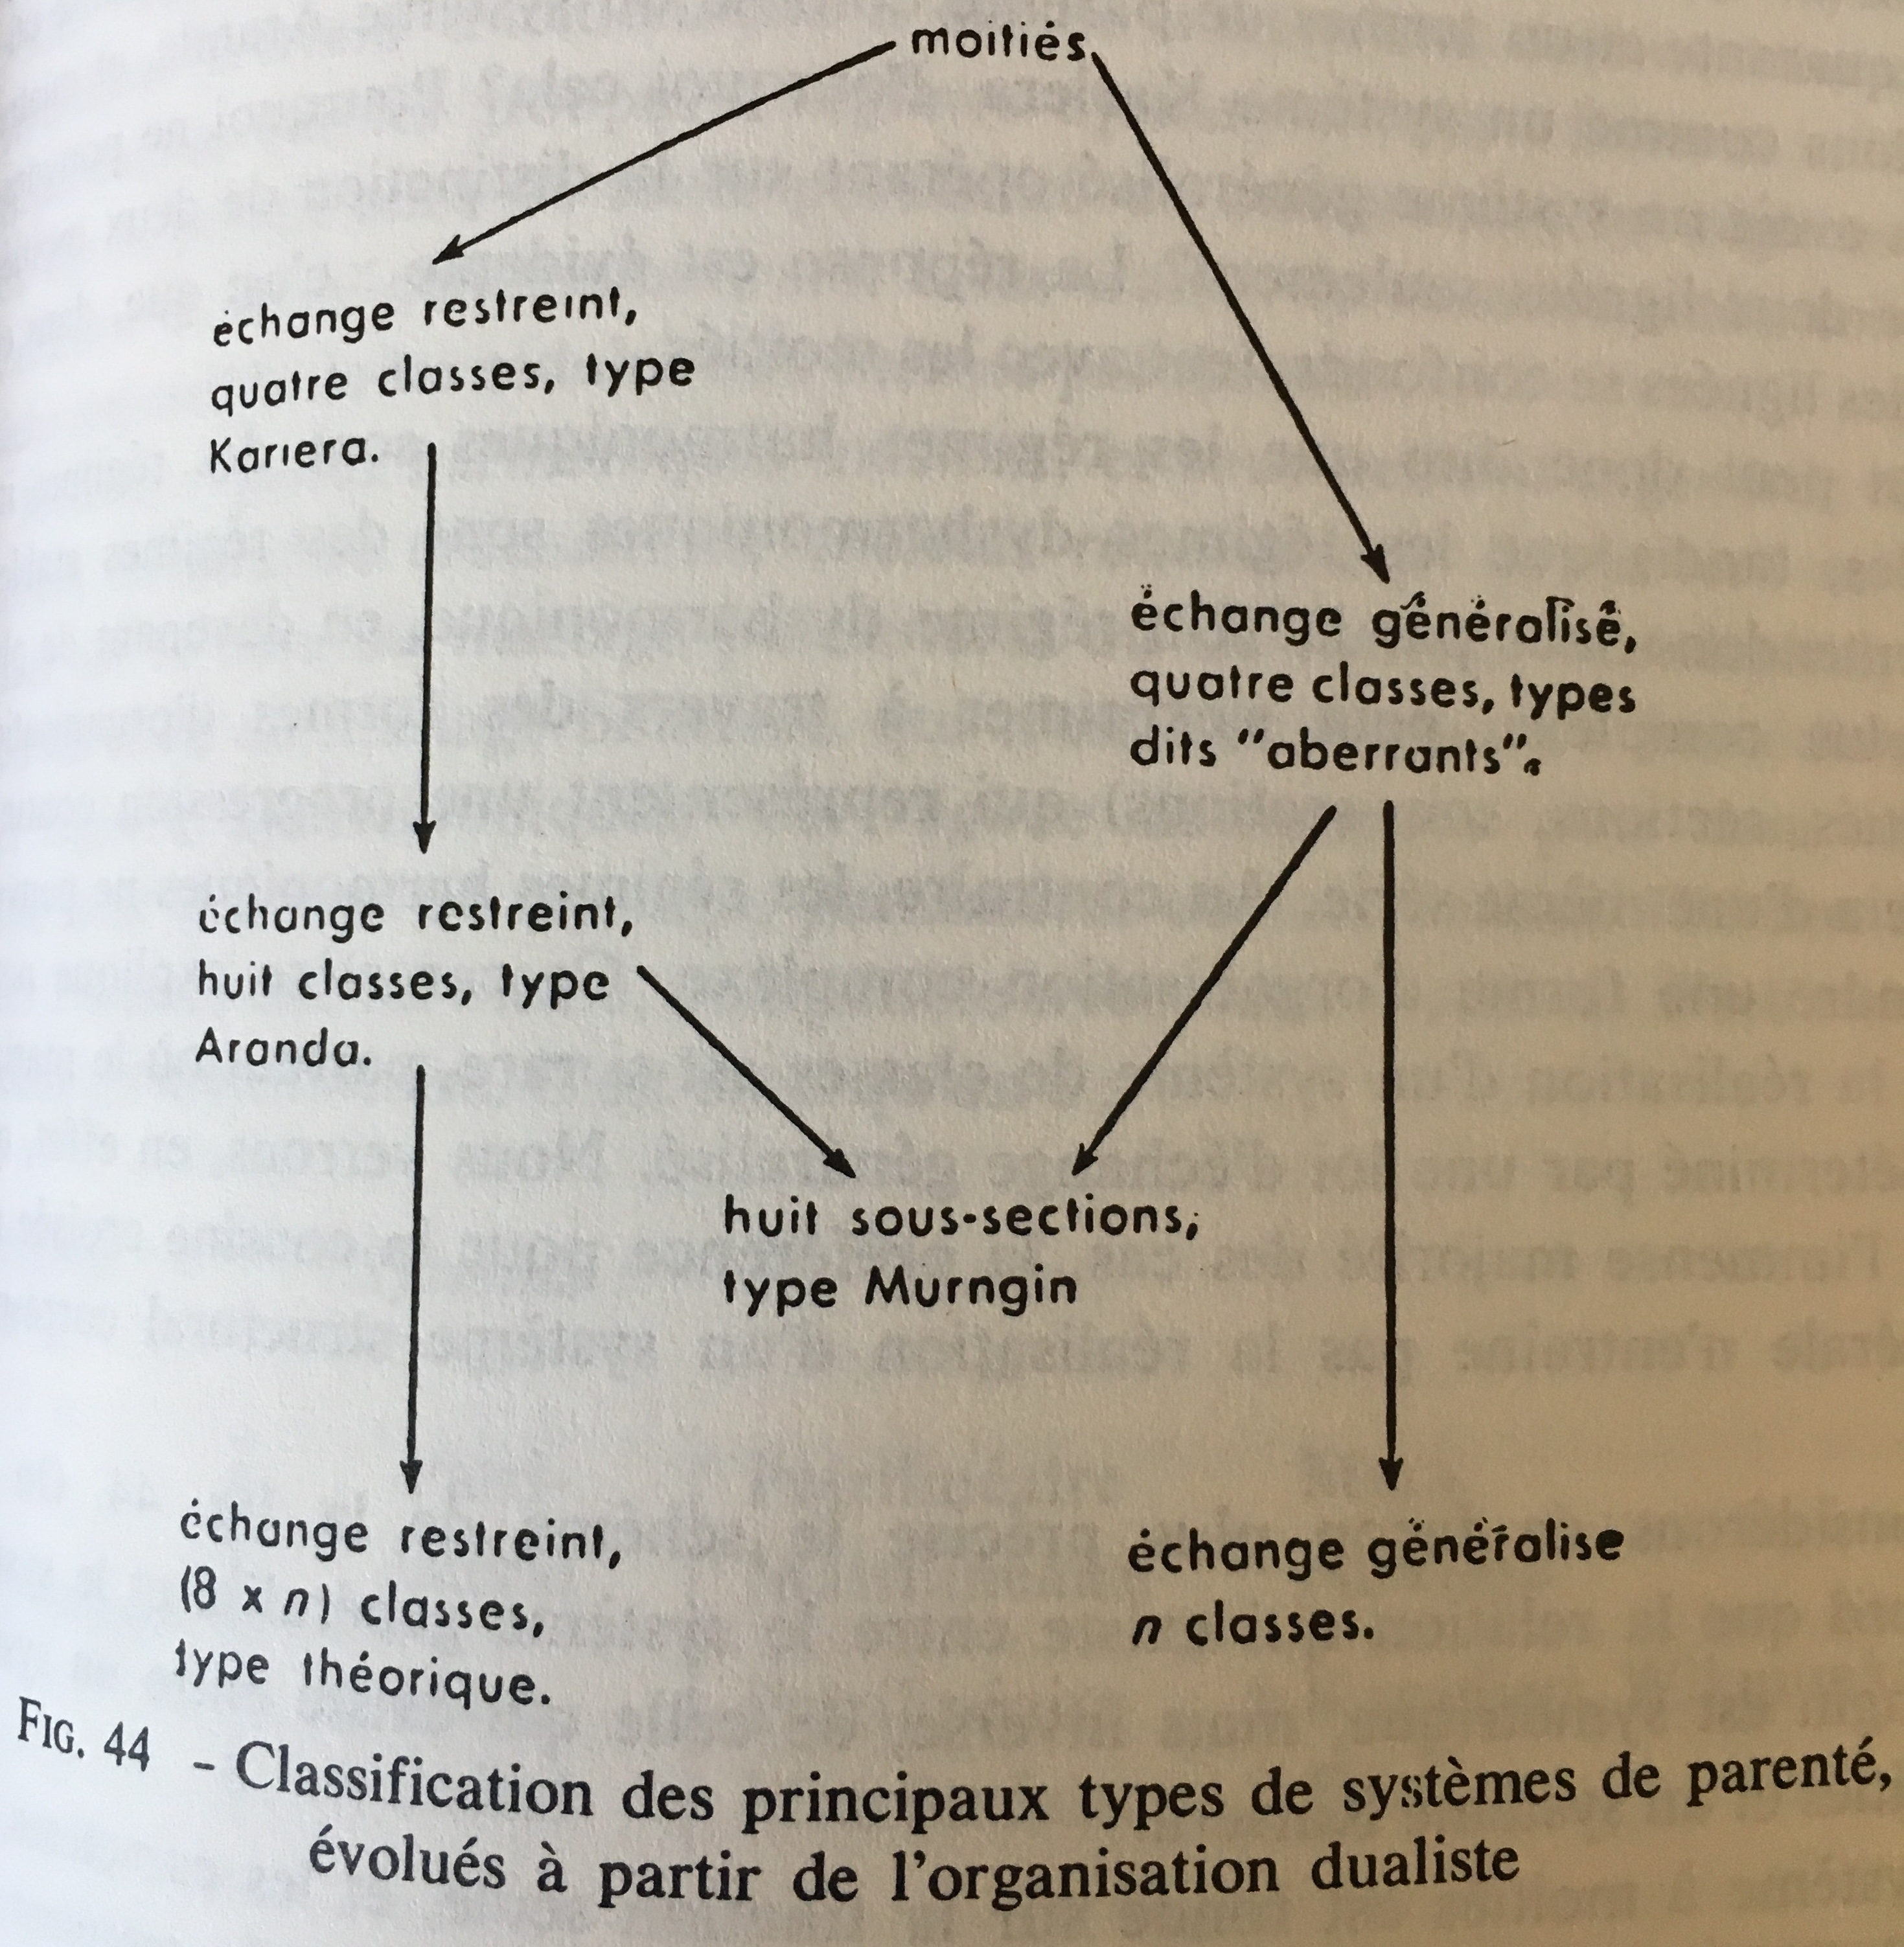 moitiés
échange restreint,
quatre classes, type
Kariera.
échange généralisé,
quatre classes, types
dits "aberrants".
échange restreint,
huit classes, type
Aranda.
huit sous-sections,
type Murngin
échange restreint,
(8 x n) classes,
type théorique.
échange généralise
n classes.
FIG. 44 - Classification des principaux types de systèmes de parenté,
évolués à partir de l'organisation dualiste